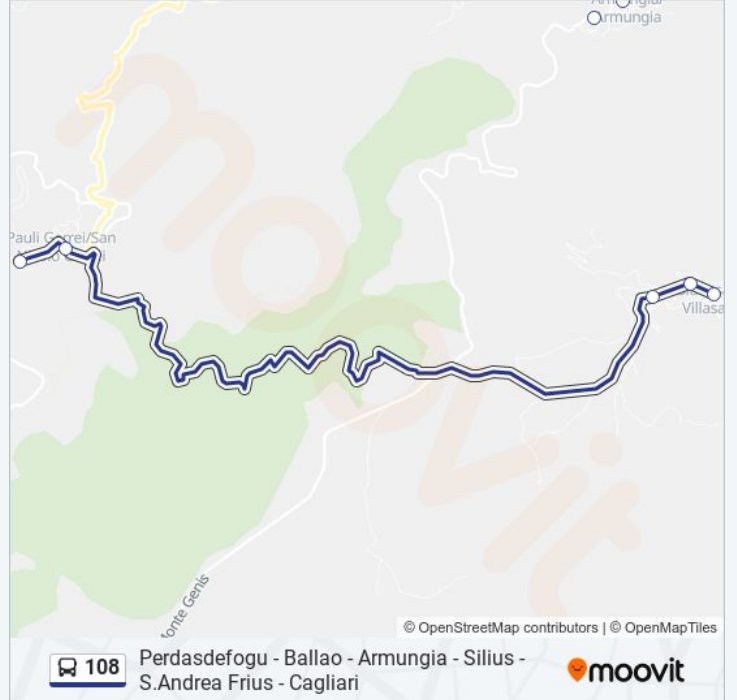 Armungia
Pauli Gerrei/San
Villasa
Monte Genis
© OpenStreetMap contributors | © OpenMapTiles
108
Perdasdefogu - Ballao - Armungia - Silius -
S.Andrea Frius - Cagliari
moovit
moovit